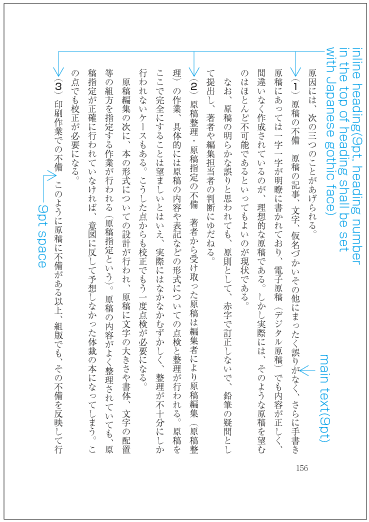 inline heading(9pt, heading number
in the top of heading shall be set
with Japanese gothic face)
原因には、次の三つのことがあげられる。
(1) 原稿の不備　原稿の記事、文字、仮名づかいその他にまったく誤りがなく、さらに手書き
原稿にあっては一字一字が明瞭に書かれており、電子原稿（デジタル原稿）でも内容が正しく、
間違いなく作成されているのが、理想的な原稿である。しかし実際には、そのような原稿を望む
のはほとんど不可能であるといってもよいのが現状である。
なお、原稿の明らかな誤りと思われても、原則として、赤字で訂正しないで、鉛筆の疑問とし
て提出し、著者や編集担当者の判断にゆだねる。
(2) 原稿整理・原稿指定の不備　著者から受け取った原稿は編集者により原稿編集（原稿整
理）の作業、具体的には原稿の内容や表記などの形式についての点検と整理が行われる。原稿を
ここで完全にすることは望ましいとはいえ、実際にはなかなかむずかしく、整理が不十分にしか
行われないケースもある。こうした点からも校正でもう一度点検が必要になる。
原稿編集の次に、本の形式についての設計が行われ、原稿に文字の大きさや書体、文字の配置
等の組方を指定する作業が行われる（原稿指定という）。原稿の内容がよく整理されていても、原
稿指定が正確に行われていなければ、意図に反して予想しなかった体裁の本になってしまう。こ
の点でも校正が必要になる。
(3) 印刷作業での不備　このように原稿に不備がある以上、組版でも、その不備を反映して行
main text(9pt)
9pt space
156